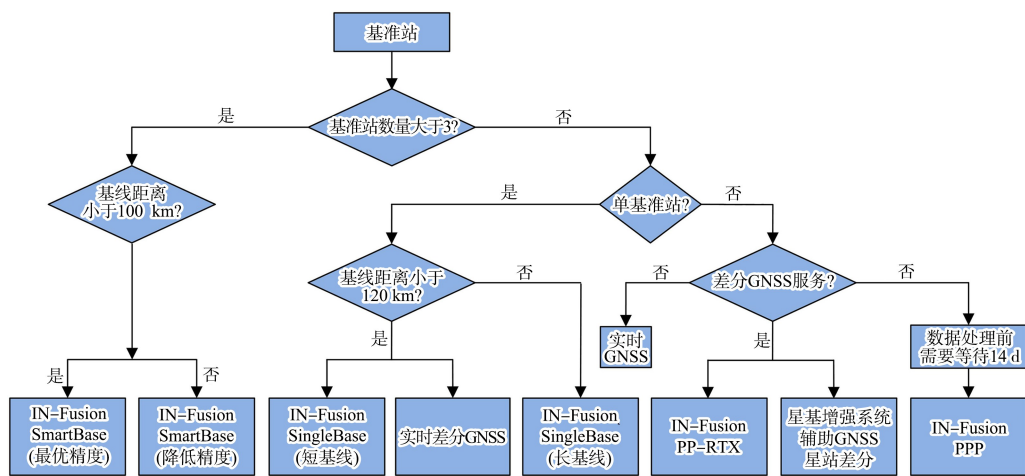 基准站
是
基准站数量大于3?
否
基线距离
小于100 km?
是
单基准站?
否
基线距离小于
120 km?
否
否
差分GNSS服务?
否
是
实时
GNSS
是
数据处理前
需要等待14 d
是
否
IN-Fusion
SmartBase
(最优精度)
IN-Fusion
SmartBase
(降低精度)
IN-Fusion
SingleBase
(短基线)
实时差分GNSS
IN-Fusion
SingleBase
(长基线)
IN-Fusion
PP-RTX
星基增强系统
辅助GNSS
星站差分
IN-Fusion
PPP